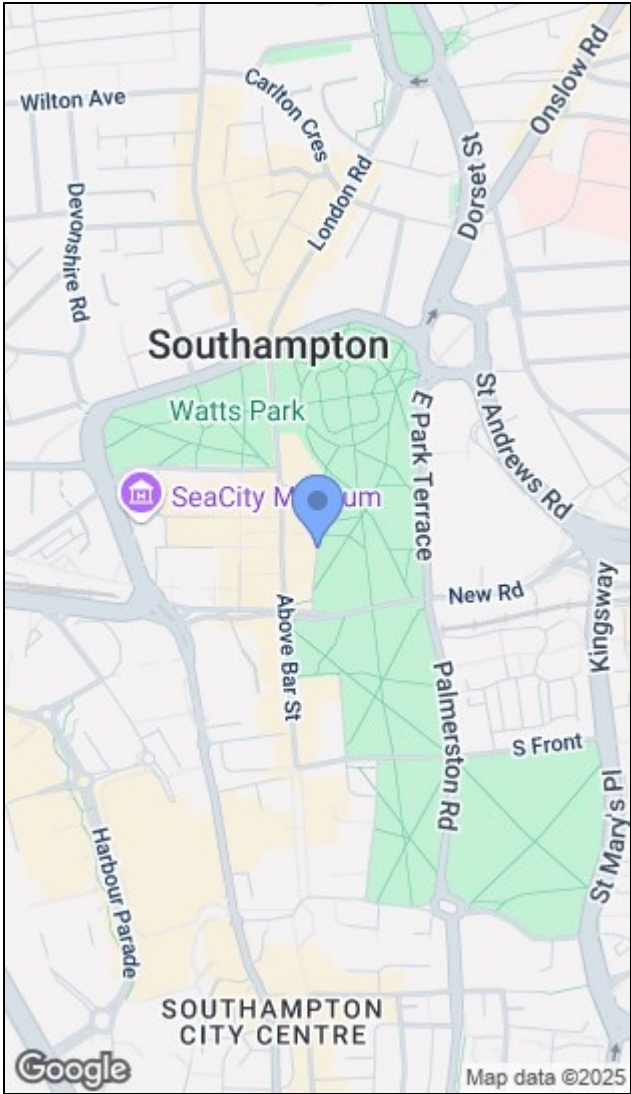 Wilton Ave
Carlton Cres
Onslow Rd
Devonshire Rd
London Rd
Dorset St
Southampton
Watts Park
E Park Terrace
St Andrews Rd
SeaCity M um
Above Bar St
New Rd
Kingsway
Palmerston Rd
S Front
St Mary's Pl
Harbour Parade
SOUTHAMPTON
CITY CENTRE
Google
Map data ©2025